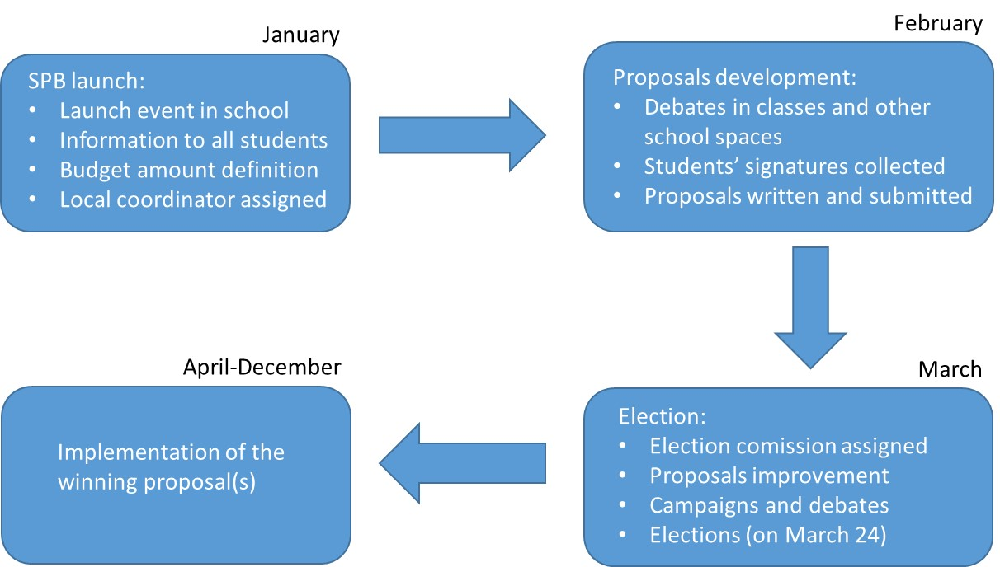 January
SPB launch:
• Launch event in school
• Information to all students
• Budget amount definition
• Local coordinator assigned
February
Proposals development:
• Debates in classes and other
school spaces
• Students’ signatures collected
• Proposals written and submitted
March
Election:
• Election comission assigned
• Proposals improvement
• Campaigns and debates
• Elections (on March 24)
April-December
Implementation of the
winning proposal(s)